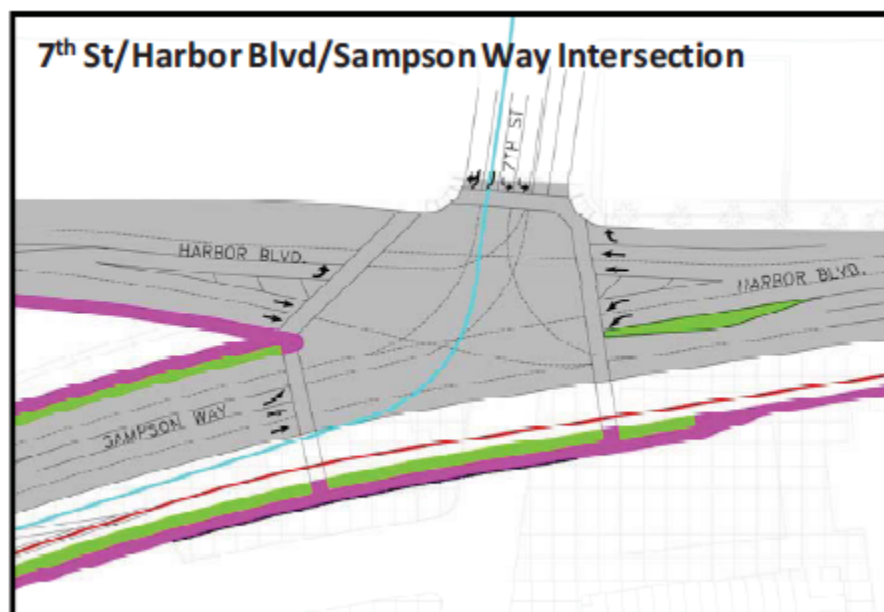 7th St/Harbor Blvd/Sampson Way Intersection
7TH ST
HARBOR BLVD.
HARBOR BLVD.
SAMPSON WAY